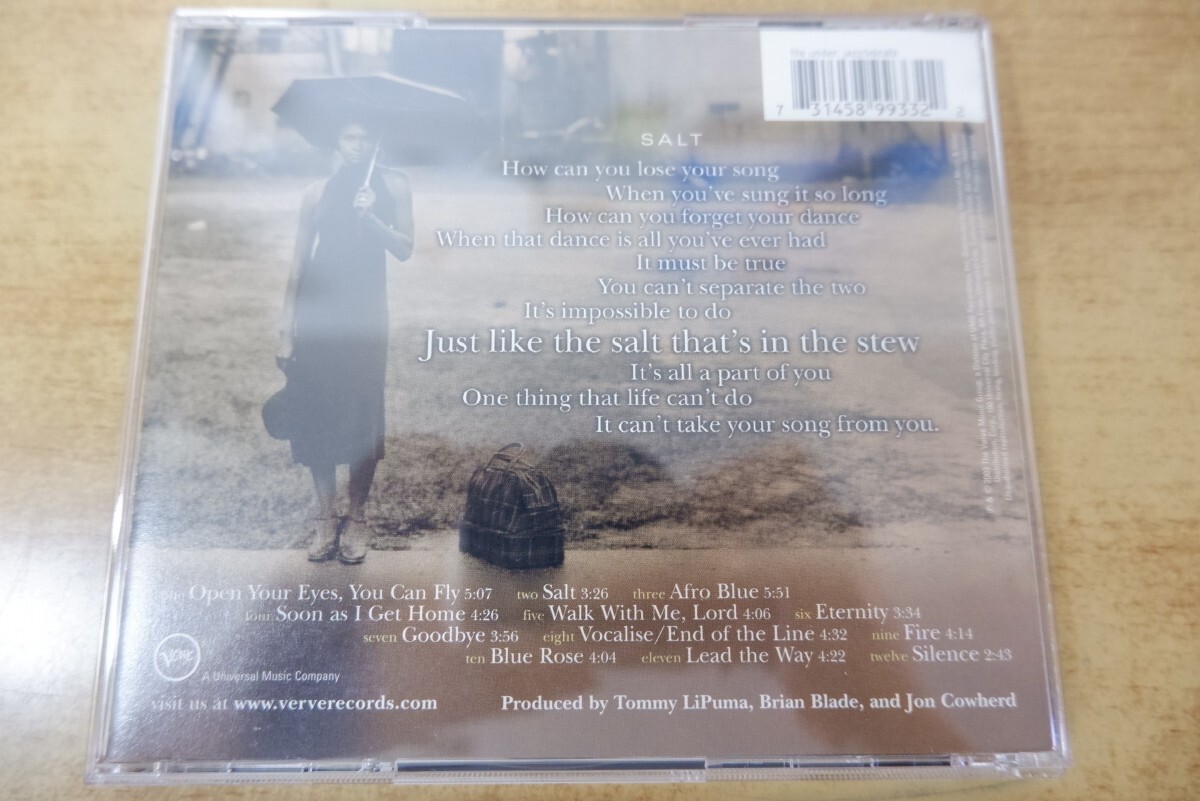 file under: jazz/vocals
7 31458 99332 2
SALT
How can you lose your song
When you've sung it so long
How can you forget your dance
When that dance is all you've ever had
It must be true
You can't separate the two
It's impossible to do
Just like the salt that's in the stew
It's all a part of you
One thing that life can't do
It can't take your song from you.
one Open Your Eyes, You Can Fly 5:07 two Salt 3:26 three Afro Blue 5:51
four Soon as I Get Home 4:26 five Walk With Me, Lord 4:06 six Eternity 3:34
seven Goodbye 3:56 eight Vocalise/End of the Line 4:32 nine Fire 4:14
ten Blue Rose 4:04 eleven Lead the Way 4:22 twelve Silence 2:43
VERVE
A Universal Music Company
visit us at www.ververecords.com
Produced by Tommy LiPuma, Brian Blade, and Jon Cowherd